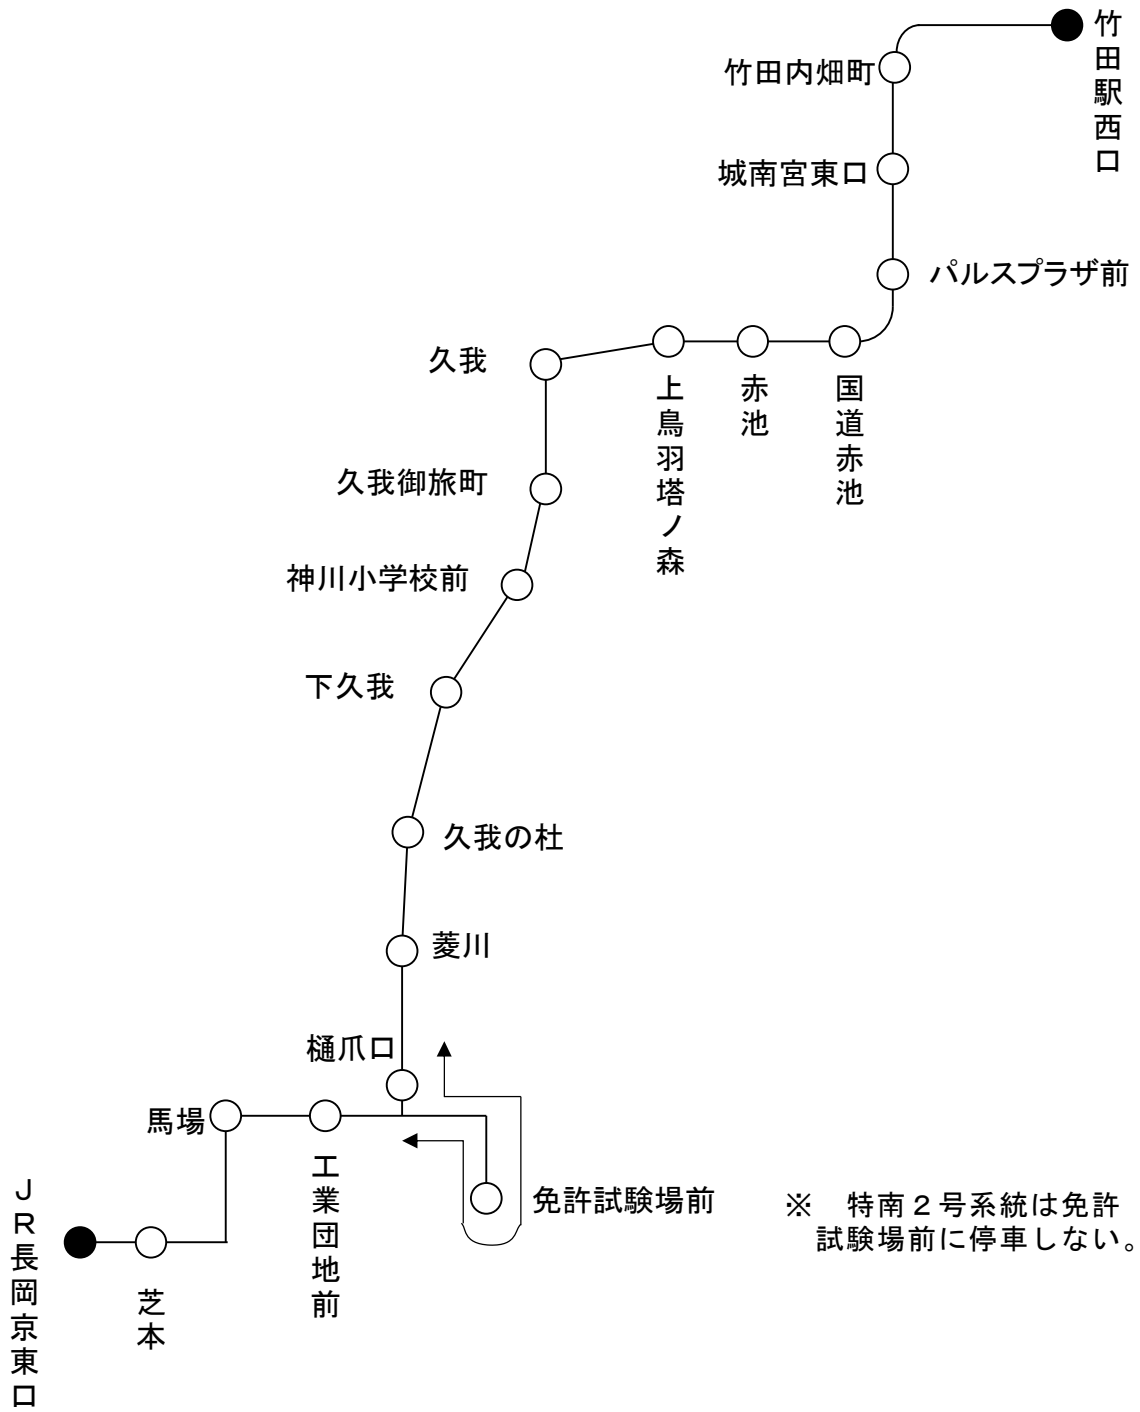 竹田駅西口
竹田内畑町
城南宮東口
パルスプラザ前
国道赤池
赤池
上鳥羽塔ノ森
久我
久我御旅町
神川小学校前
下久我
久我の杜
菱川
樋爪口
免許試験場前
工業団地前
馬場
芝本
ＪＲ長岡京東口
※　特南２号系統は免許
試験場前に停車しない。